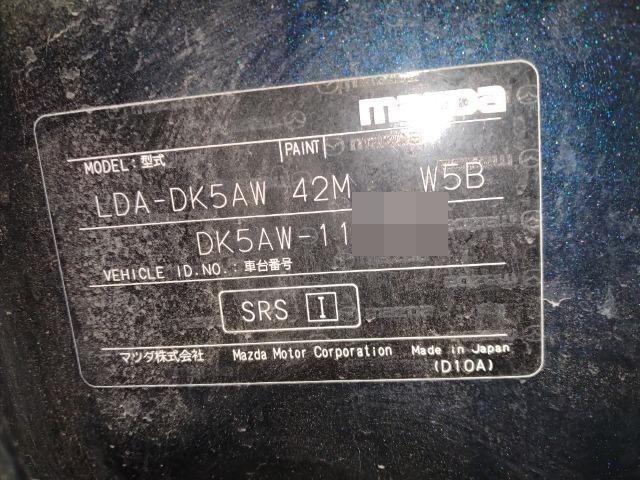 mazda
MODEL:型式 PAINT
LDA-DK5AW 42M W5B
DK5AW-11
VEHICLE ID.NO.:車台番号
SRS I
マツダ株式会社 Mazda Motor Corporation Made in Japan
(D10A)